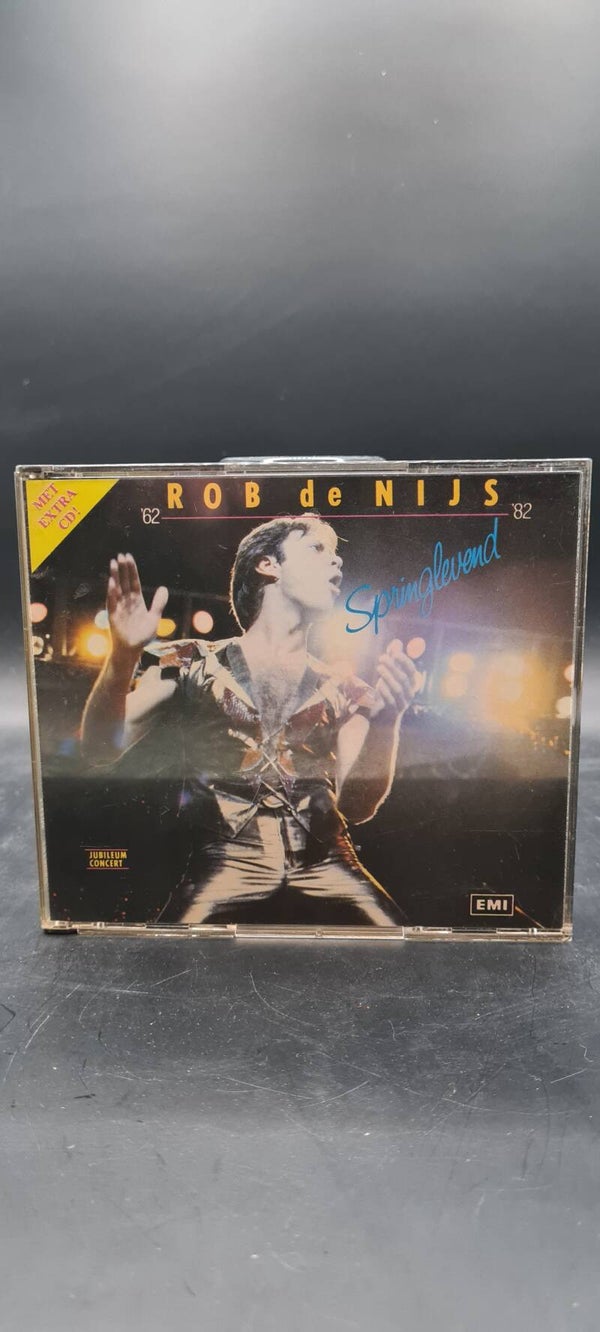 MET
EXTRA
CD!
ROB de NIJS
'62 '82
Springlevend
JUBILEUM
CONCERT
EMI